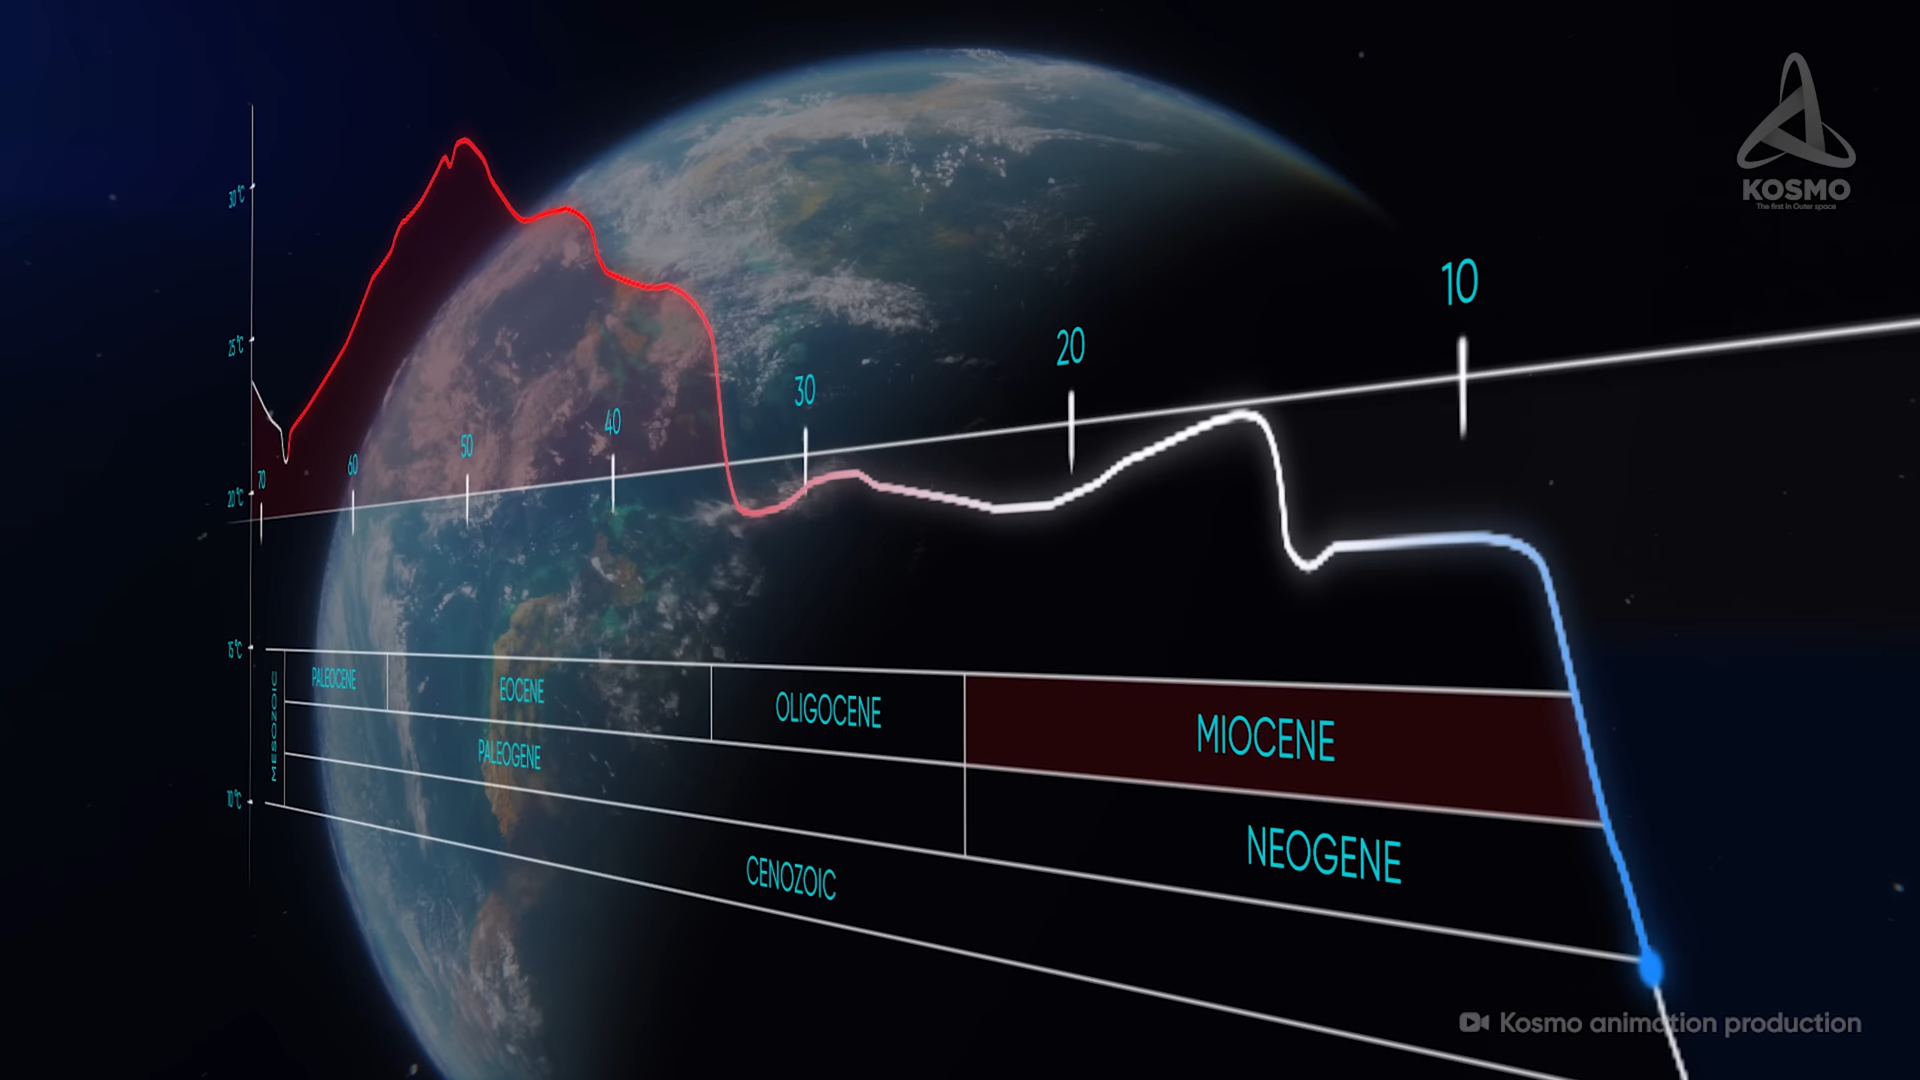 KOSMO
The first in Outer space
30°C
25°C
20°C
15°C
10°C
70
60
50
40
30
20
10
MESOZOIC
PALEOCENE
EOCENE
OLIGOCENE
MIOCENE
PALEOGENE
NEOGENE
CENOZOIC
Kosmo animation production